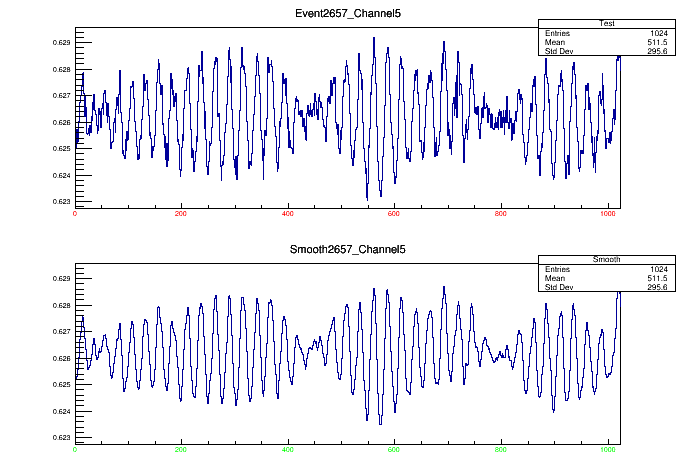 Event2657_Channel5
Test
Entries 1024
Mean 511.5
Std Dev 295.6
0.629
0.628
0.627
0.626
0.625
0.624
0.623
0 200 400 600 800 1000
Smooth2657_Channel5
Smooth
Entries 1024
Mean 511.5
Std Dev 295.6
0.629
0.628
0.627
0.626
0.625
0.624
0.623
0 200 400 600 800 1000